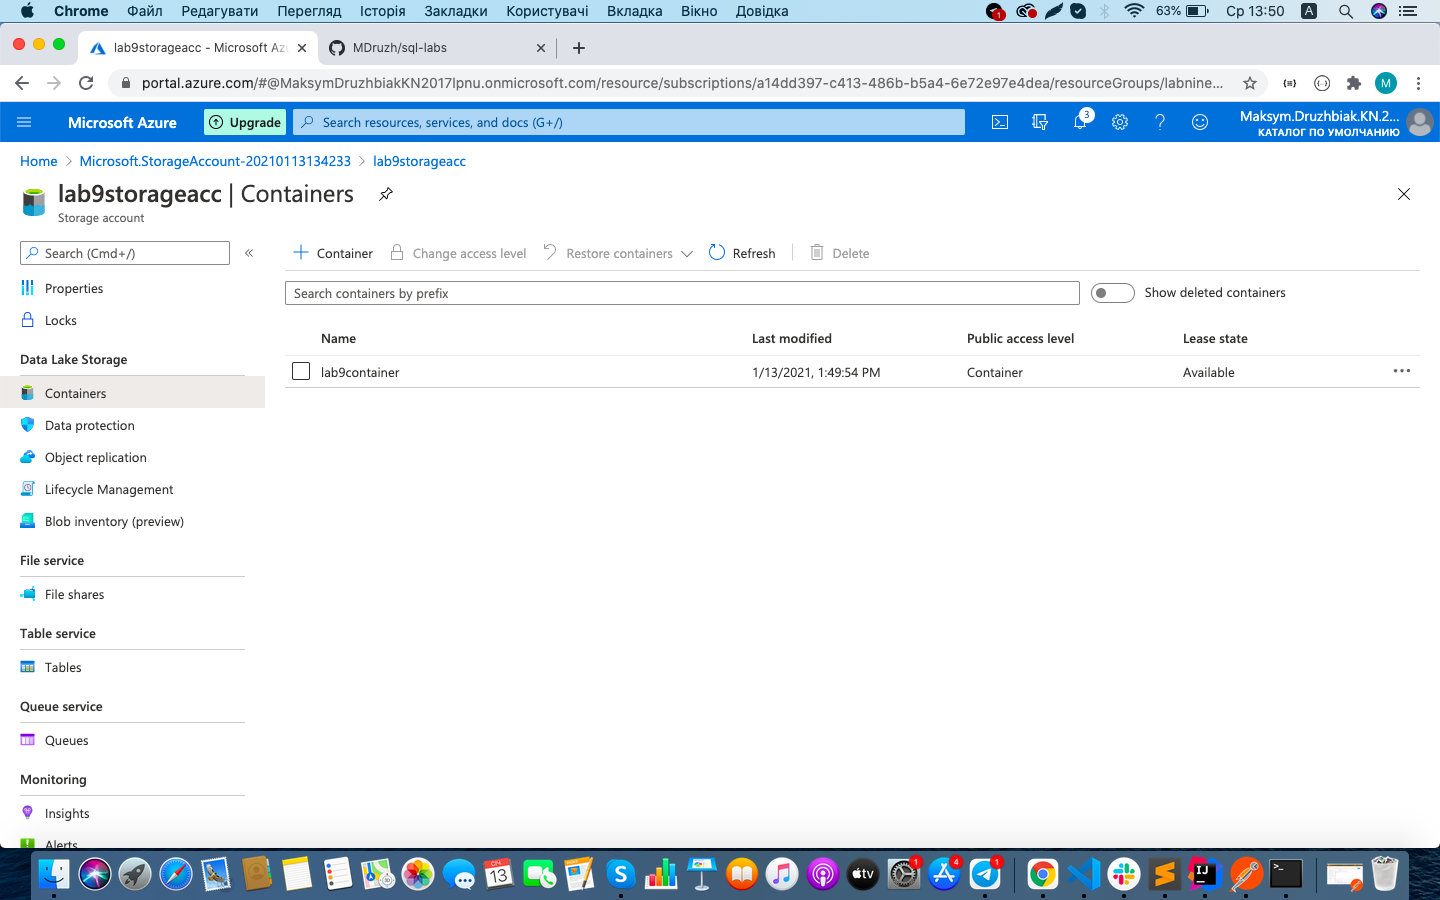 Chrome Файл Редагувати Перегляд Історія Закладки Користувачі Вкладка Вікно Довідка 1 63% Ср 13:50 A
lab9storageacc - Microsoft Az MDruzh/sql-labs
portal.azure.com/#@MaksymDruzhbiakKN2017lpnu.onmicrosoft.com/resource/subscriptions/a14dd397-c413-486b-b5a4-6e72e97e4dea/resourceGroups/labnine... M
Microsoft Azure Upgrade Search resources, services, and docs (G+/) 3 Maksym.Druzhbiak.KN.2...
КАТАЛОГ ПО УМОЛЧАНИЮ
Home > Microsoft.StorageAccount-20210113134233 > lab9storageacc
lab9storageacc | Containers
Storage account
Search (Cmd+/) «
Container Change access level Restore containers Refresh Delete
Properties
Locks
Data Lake Storage
Containers
Data protection
Object replication
Lifecycle Management
Blob inventory (preview)
File service
File shares
Table service
Tables
Queue service
Queues
Monitoring
Insights
Alerts
Search containers by prefix Show deleted containers
Name Last modified Public access level Lease state
lab9container 1/13/2021, 1:49:54 PM Container Available
13 S tv 1 4 1 IJ